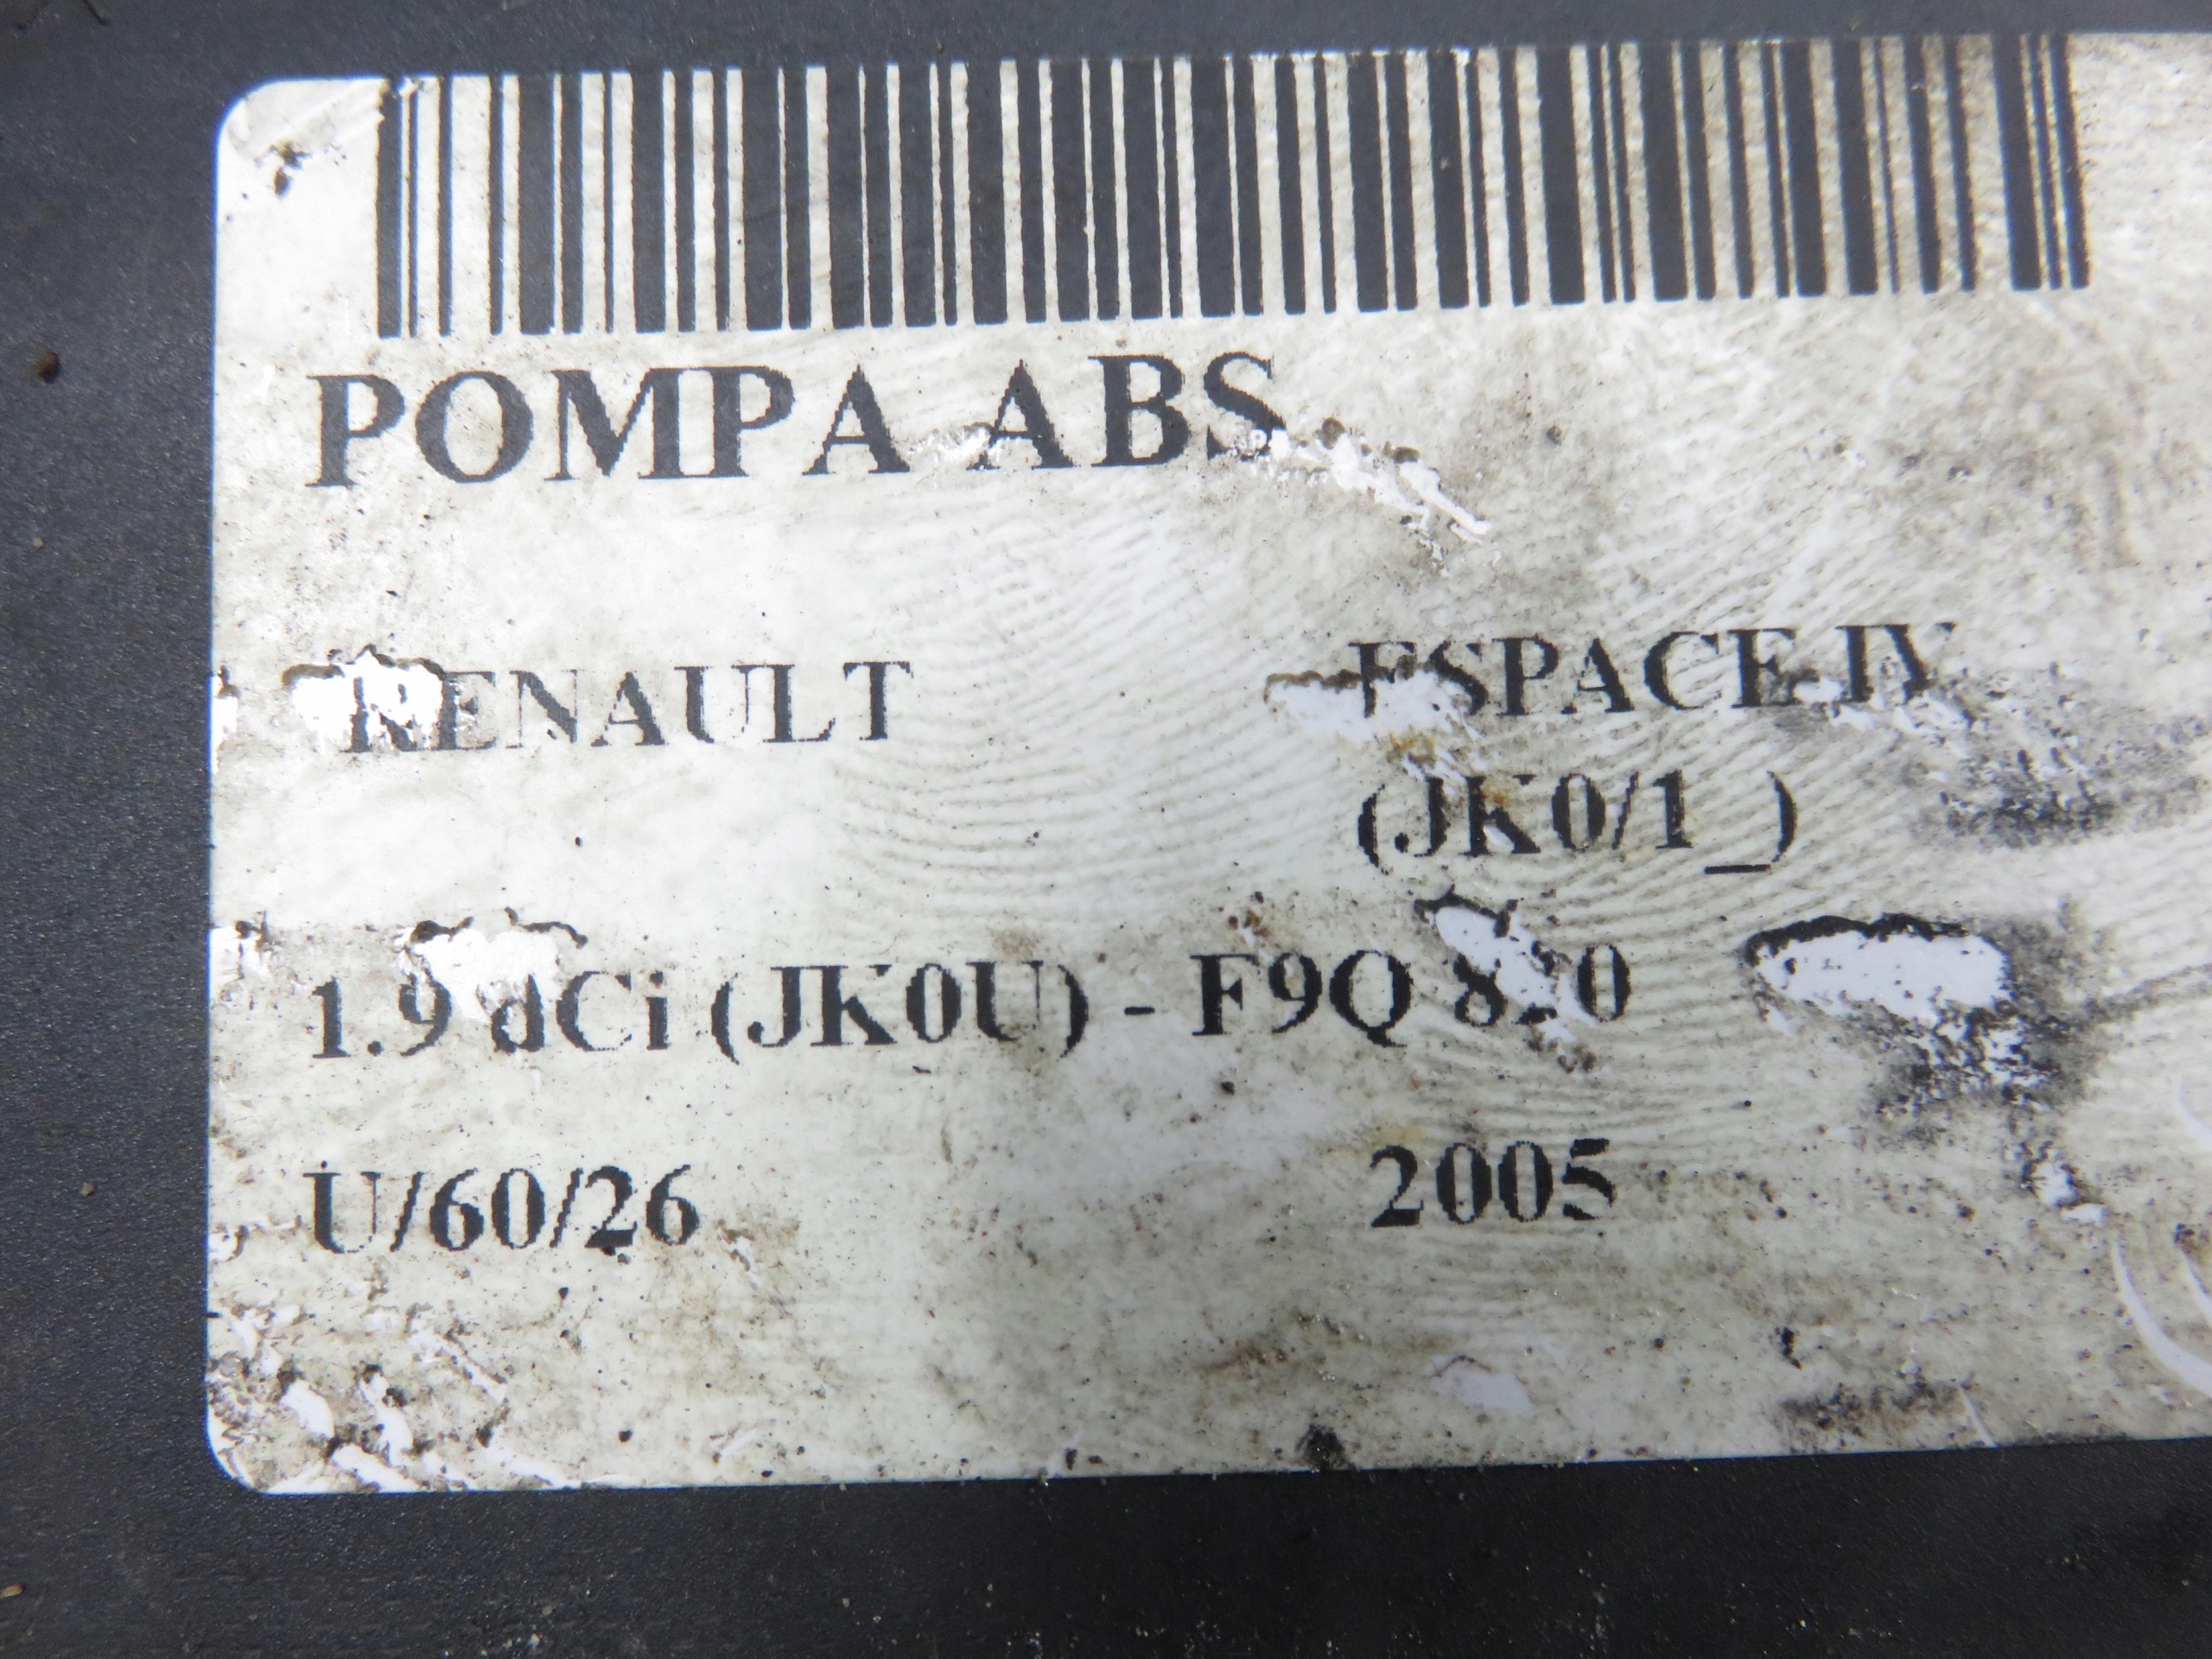 POMPA ABS
RENAULT ESPACE IV
(JK0/1_)
1.9 dCi (JK0U) - F9Q 820
U/60/26 2005